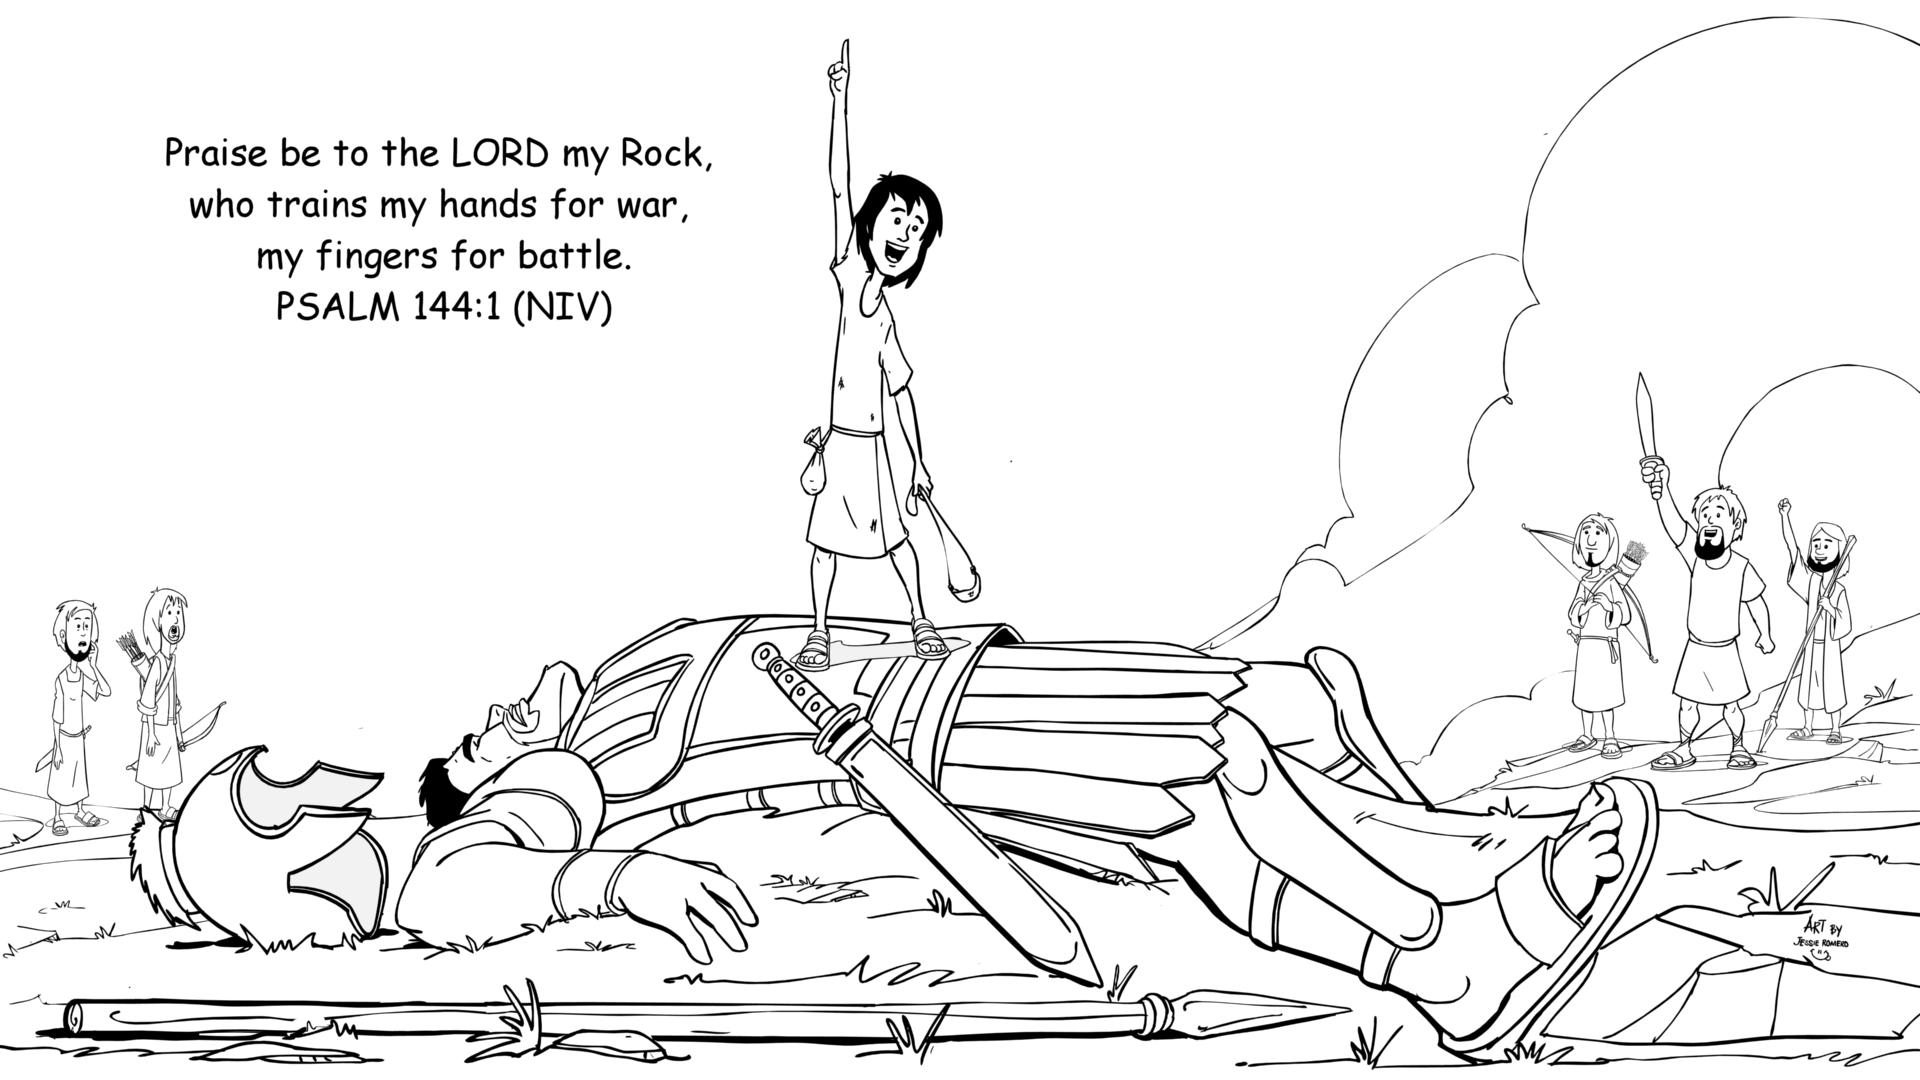 Praise be to the LORD my Rock,
who trains my hands for war,
my fingers for battle.
PSALM 144:1 (NIV)
ART BY
JESSIE ROMERO